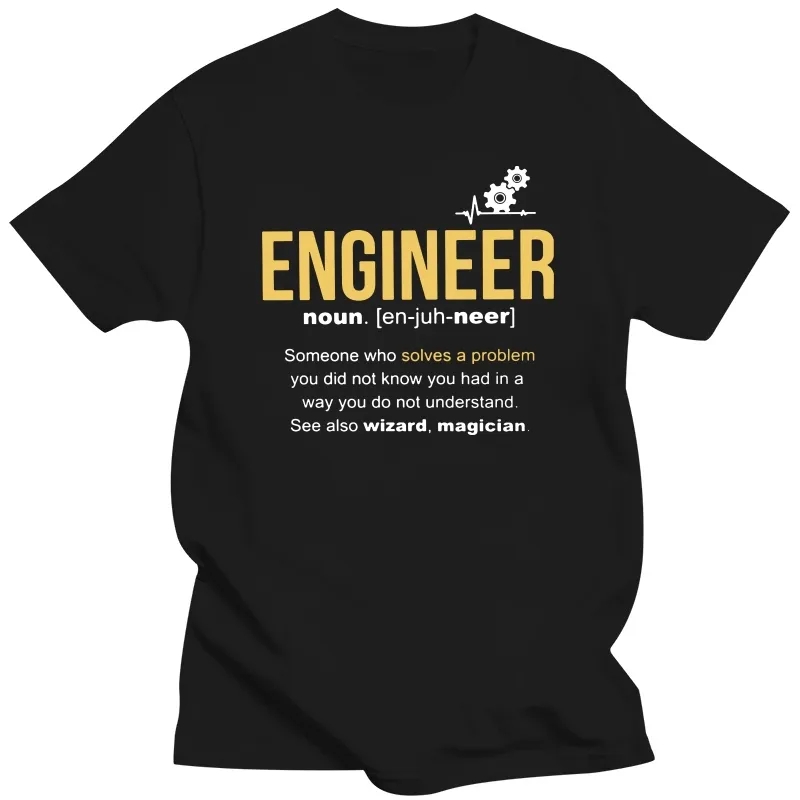 ENGINEER
noun. [en-juh-neer]
Someone who solves a problem
you did not know you had in a
way you do not understand.
See also wizard, magician.